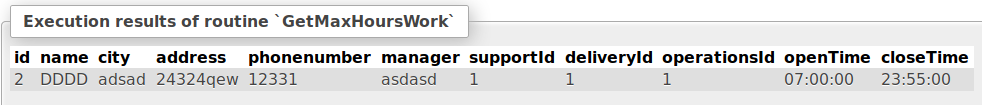 Execution results of routine `GetMaxHoursWork`
id name city address phonenumber manager supportId deliveryId operationsId openTime closeTime
2 DDDD adsad 24324qew 12331 asdasd 1 1 1 07:00:00 23:55:00